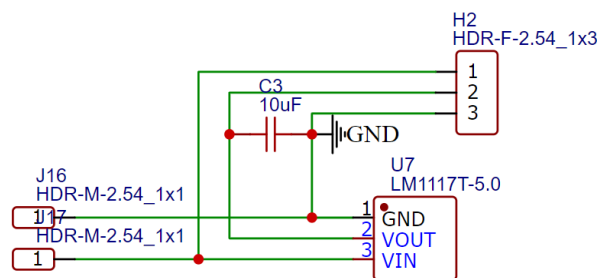 H2
HDR-F-2.54_1x3
1
2
3
C3
10uF
GND
J16
HDR-M-2.54_1x1
1
J17
HDR-M-2.54_1x1
1
U7
LM1117T-5.0
1 GND
2 VOUT
3 VIN